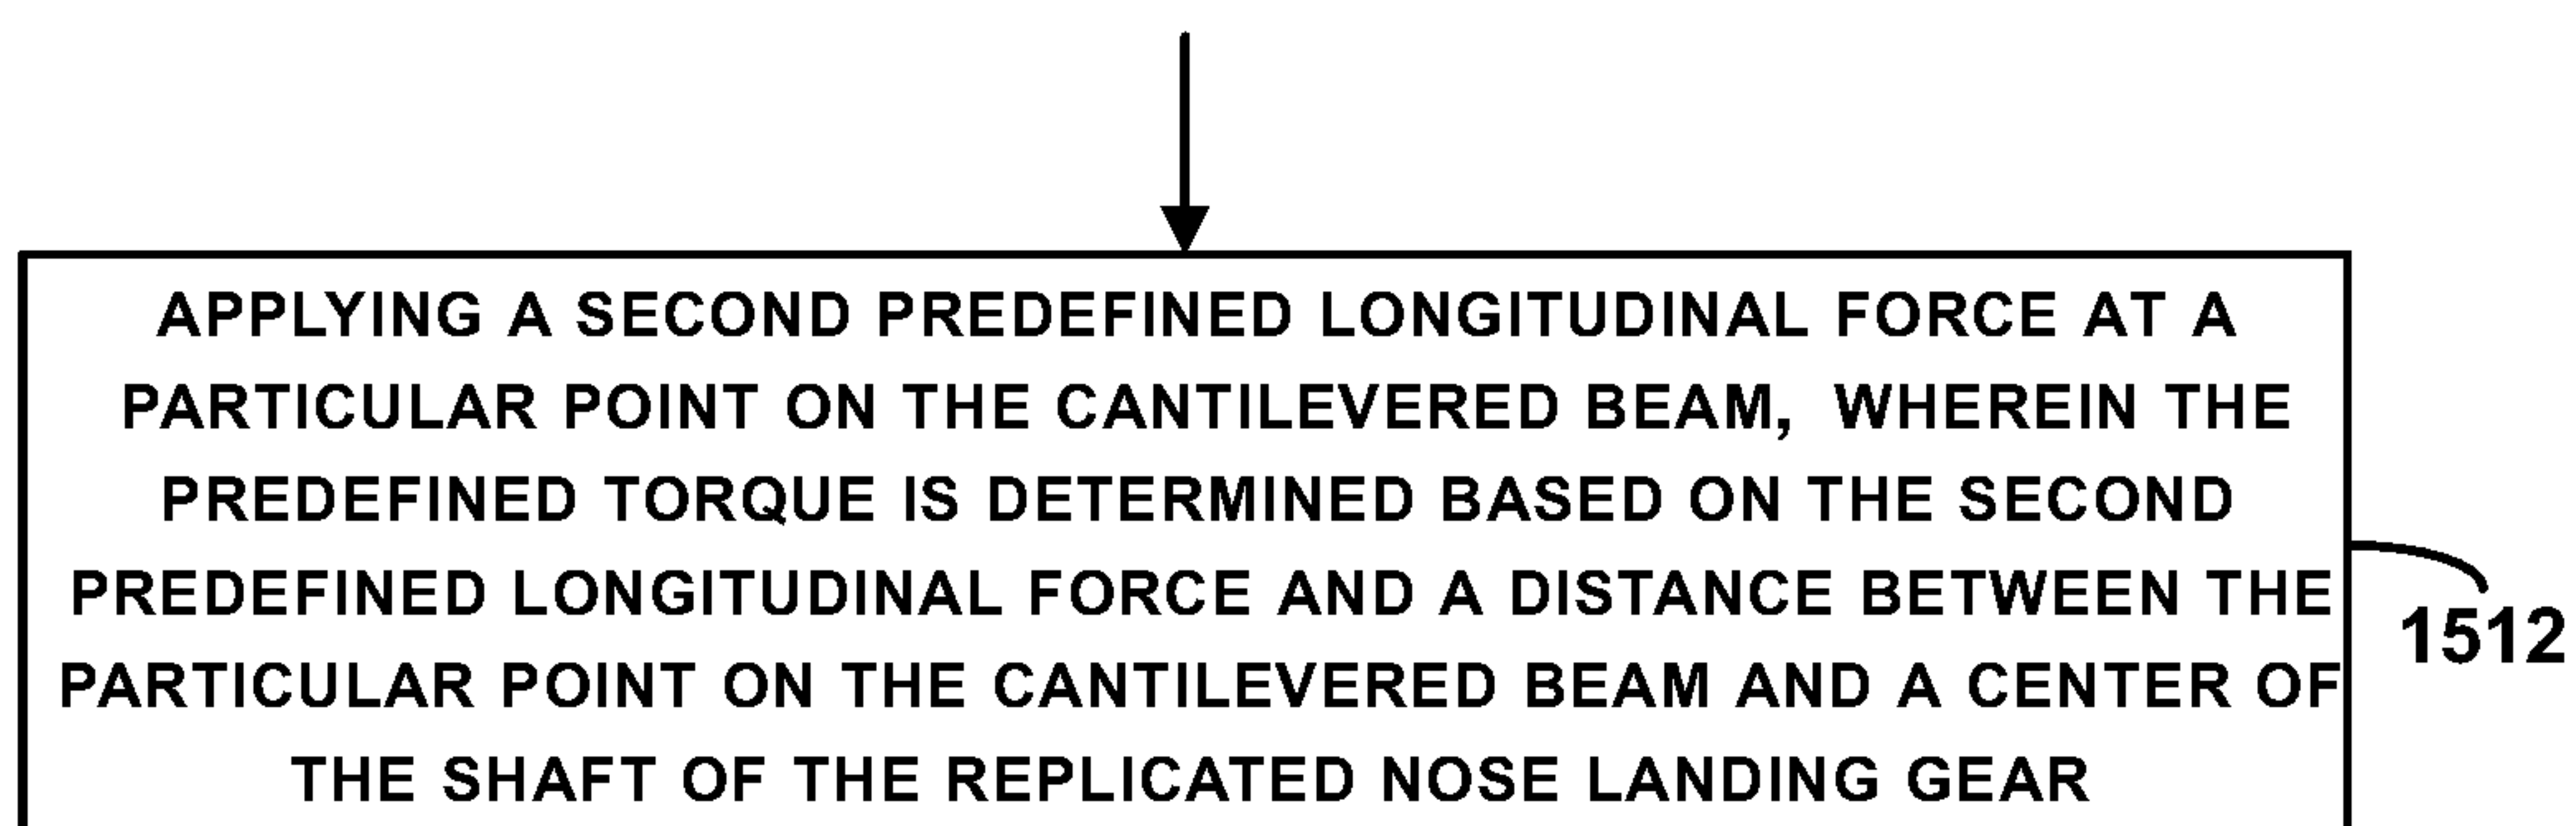 APPLYING A SECOND PREDEFINED LONGITUDINAL FORCE AT A
PARTICULAR POINT ON THE CANTILEVERED BEAM, WHEREIN THE
PREDEFINED TORQUE IS DETERMINED BASED ON THE SECOND
PREDEFINED LONGITUDINAL FORCE AND A DISTANCE BETWEEN THE
PARTICULAR POINT ON THE CANTILEVERED BEAM AND A CENTER OF
THE SHAFT OF THE REPLICATED NOSE LANDING GEAR
1512